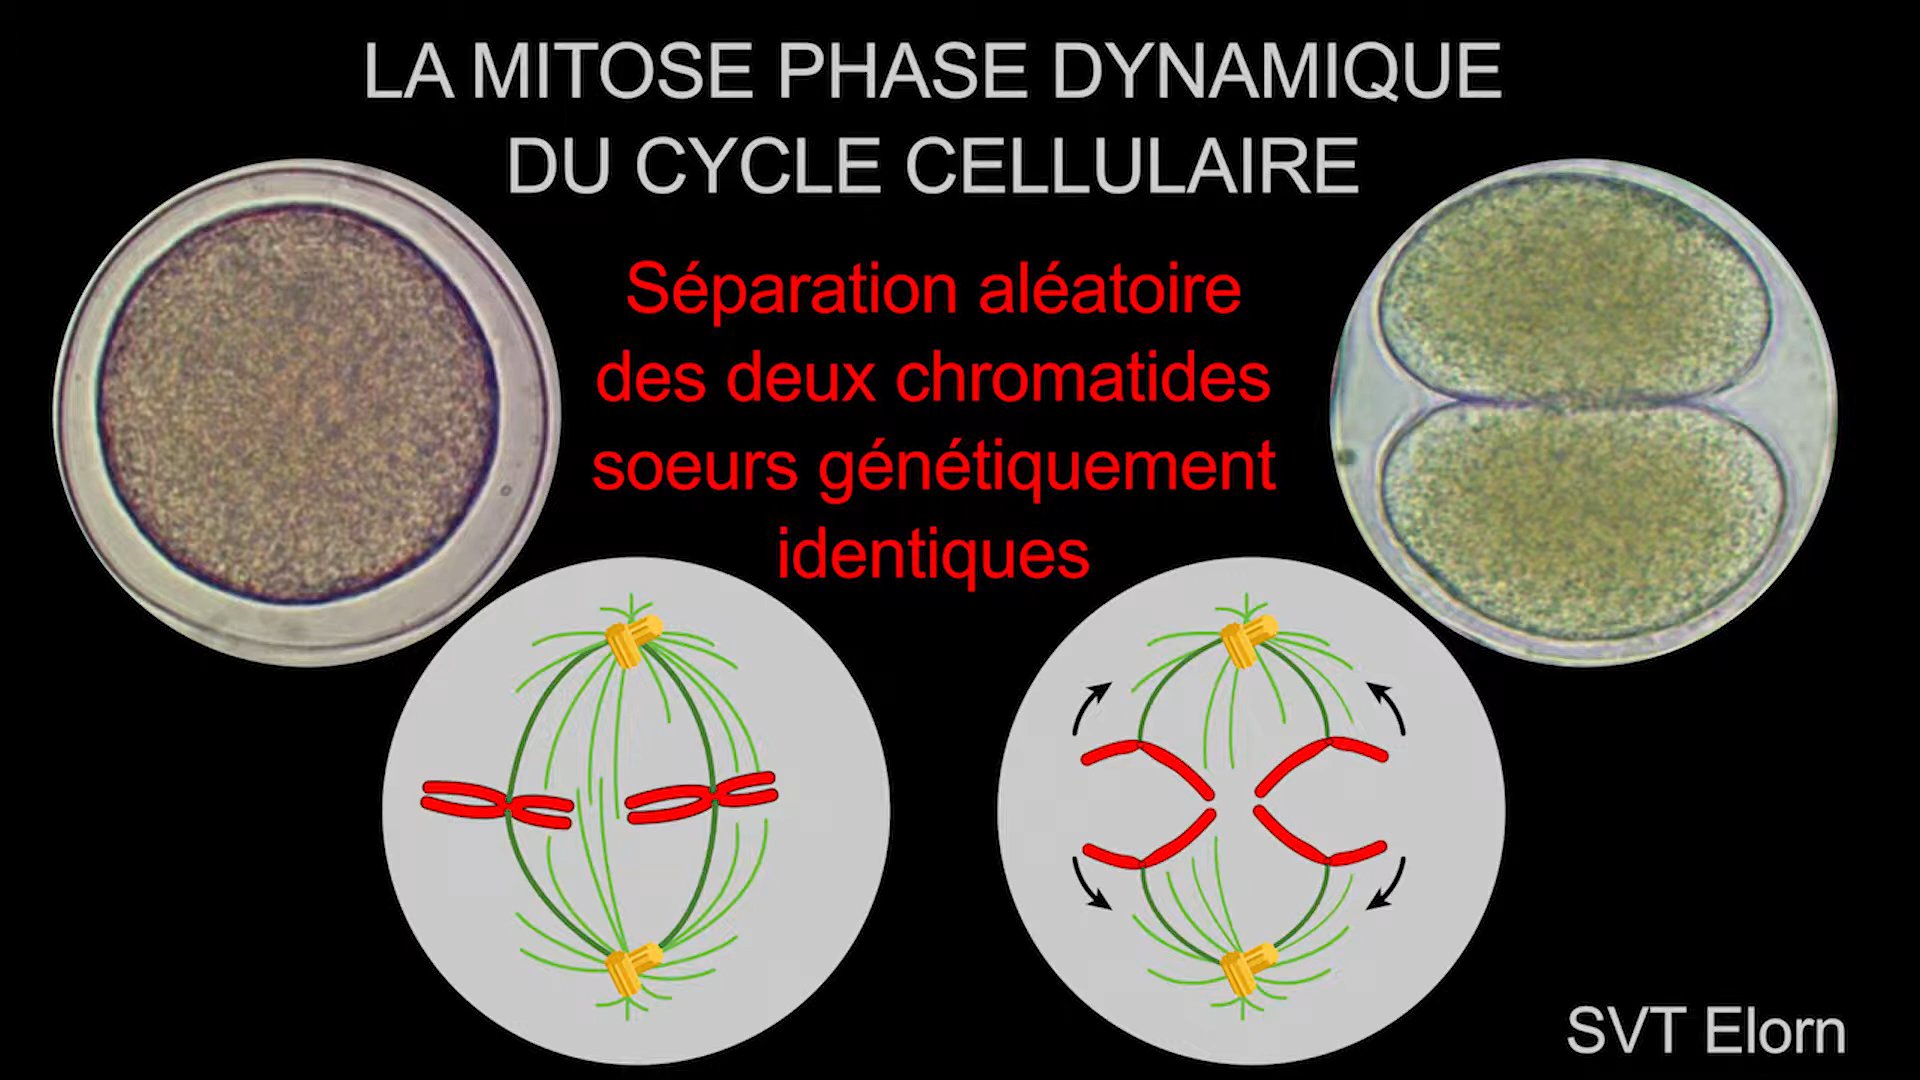 LA MITOSE PHASE DYNAMIQUE
DU CYCLE CELLULAIRE
Séparation aléatoire
des deux chromatides
soeurs génétiquement
identiques
SVT Elorn